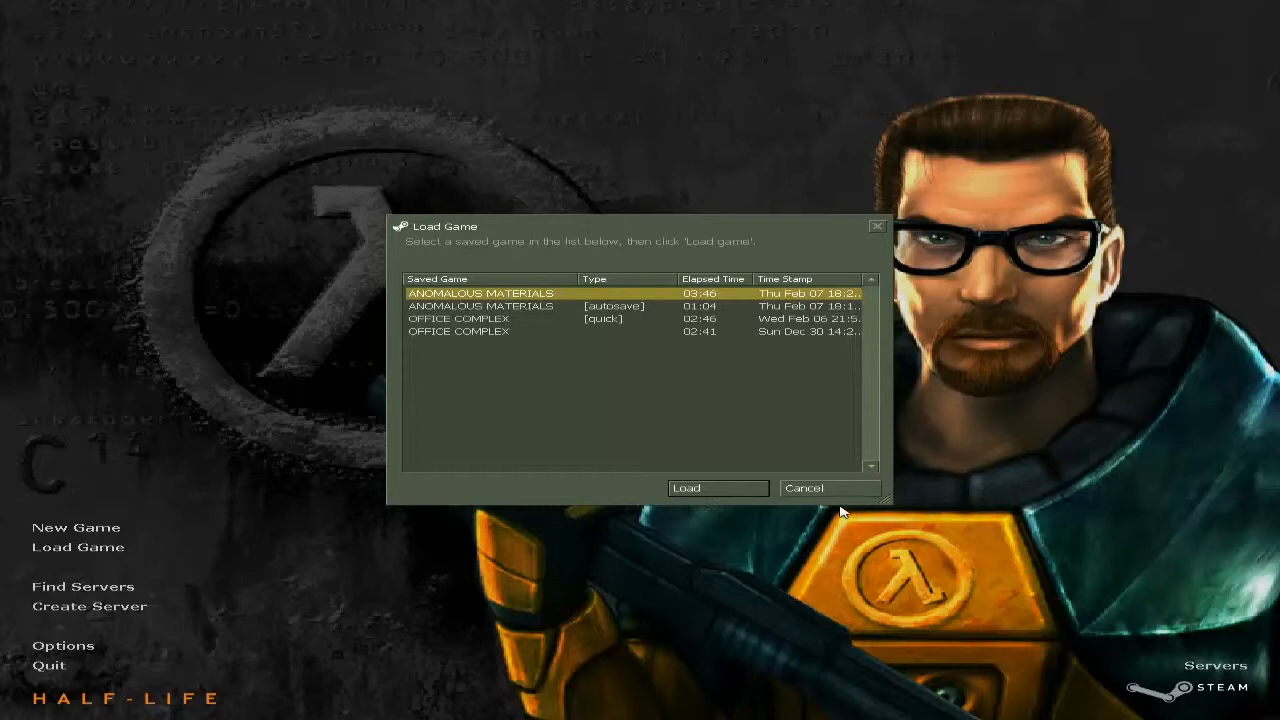 Load Game
Select a saved game in the list below, then click 'Load game'.
Saved Game Type Elapsed Time Time Stamp
ANOMALOUS MATERIALS 03:46 Thu Feb 07 18:2..
ANOMALOUS MATERIALS [autosave] 01:04 Thu Feb 07 18:1..
OFFICE COMPLEX [quick] 02:46 Wed Feb 06 21:5..
OFFICE COMPLEX 02:41 Sun Dec 30 14:2..
Load Cancel
New Game
Load Game
Find Servers
Create Server
Options
Quit
HALF-LIFE
Servers
STEAM